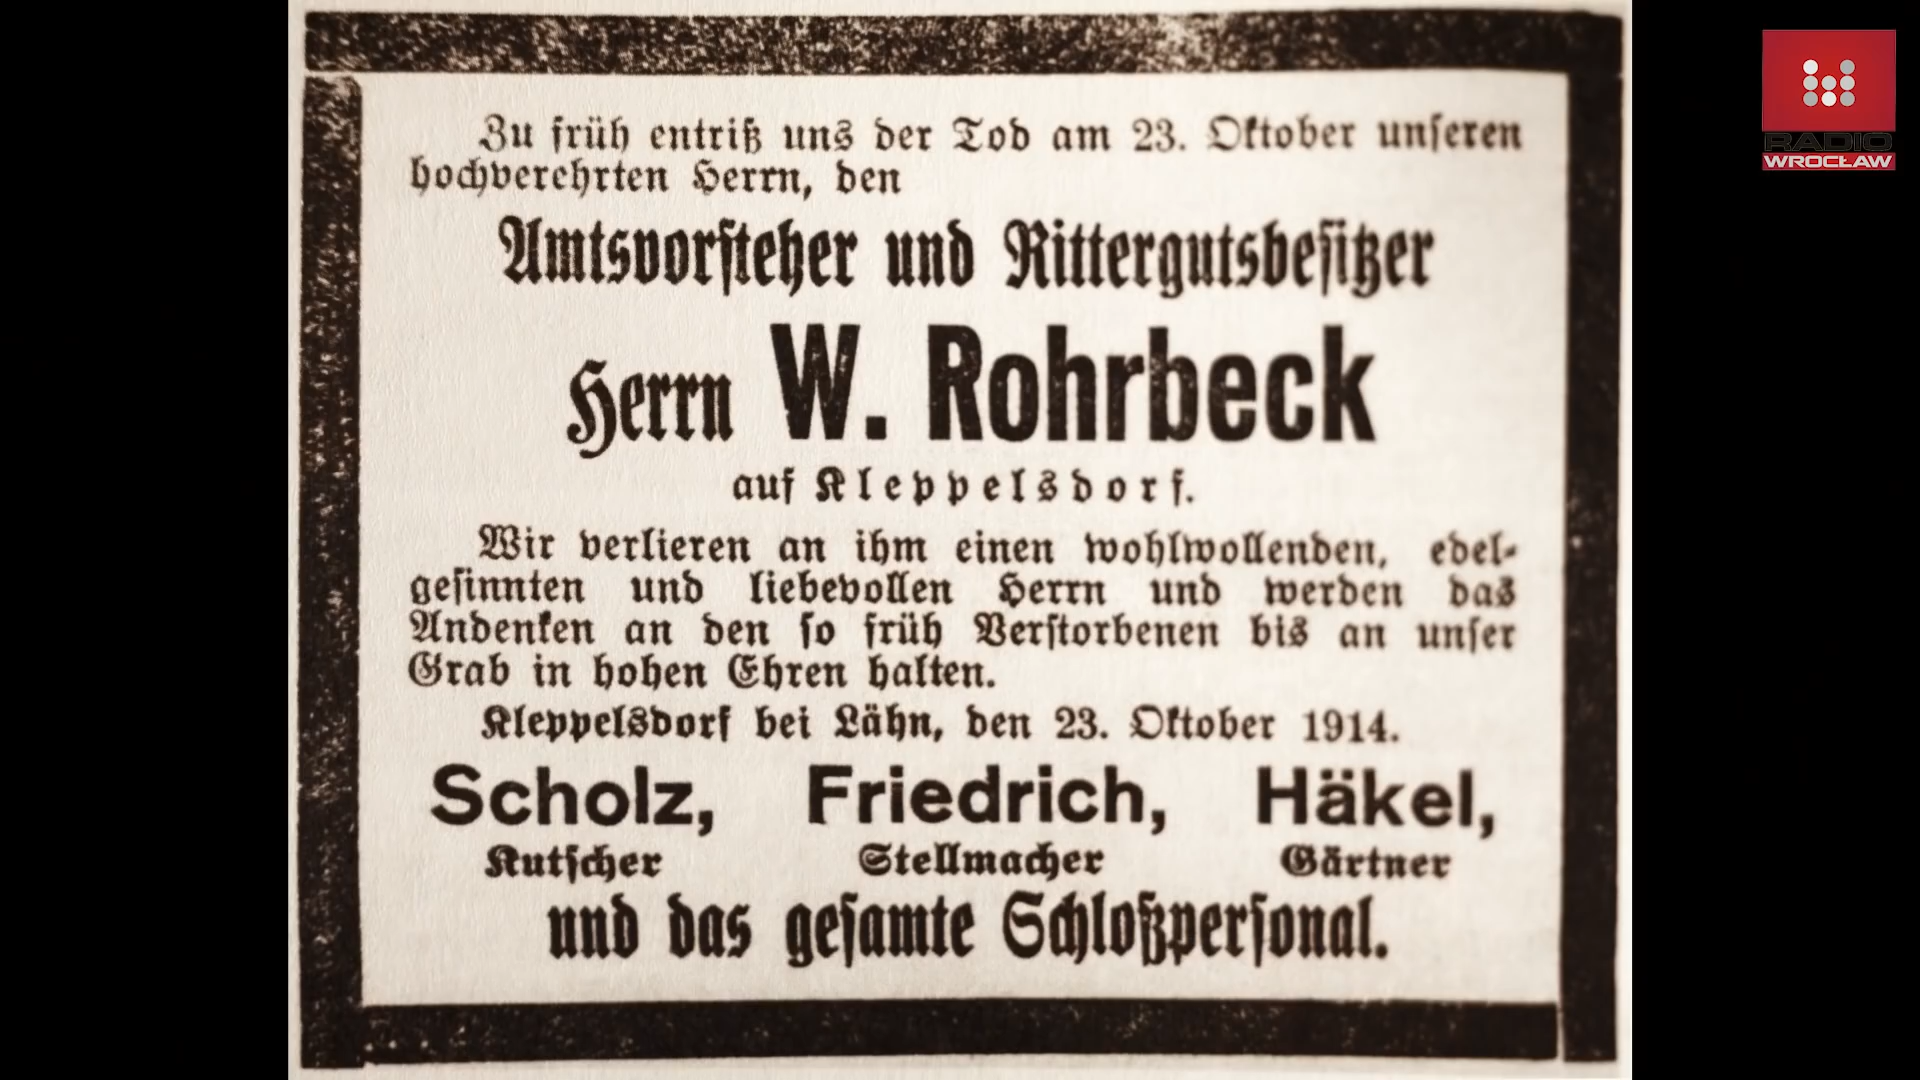 Zu früh entriß uns der Tod am 23. Oktober unseren
hochverehrten Herrn, den
Amtsvorsteher und Rittergutsbesitzer
Herrn W. Rohrbeck
auf Kleppelsdorf.
Wir verlieren an ihm einen wohlwollenden, edel-
gesinnten und liebevollen Herrn und werden das
Andenken an den so früh Verstorbenen bis an unser
Grab in hohen Ehren halten.
Kleppelsdorf bei Lähn, den 23. Oktober 1914.
Scholz, Friedrich, Häkel,
Kutscher Stellmacher Gärtner
und das gesamte Schloßpersonal.
RADIO
WROCŁAW